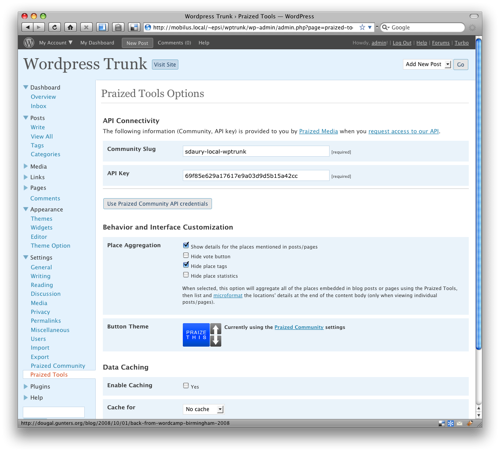 Wordpress Trunk › Praized Tools — WordPress
http://mobilus.local/~epsi/wptrunk/wp-admin/admin.php?page=praized-to
Google
My Account ▼ My Dashboard New Post Comments (0) Help
Howdy, admin! | Log Out | Help | Forums | Turbo
Wordpress Trunk Visit Site
Add New Post Go
Dashboard
Overview
Inbox
Posts
Write
View All
Tags
Categories
Media
Links
Pages
Comments
Appearance
Themes
Widgets
Editor
Theme Option
Settings
General
Writing
Reading
Discussion
Media
Privacy
Permalinks
Miscellaneous
Users
Import
Export
Praized Community
Praized Tools
Plugins
Help
Praized Tools Options
API Connectivity
The following information (Community, API key) is provided to you by Praized Media when you request access to our API.
Community Slug sdaury-local-wptrunk (required)
API Key 69f85e629a17617e9a03d9d5b15a42cc (required)
Use Praized Community API credentials
Behavior and Interface Customization
Place Aggregation Show details for the places mentioned in posts/pages
Hide vote button
Hide place tags
Hide place statistics
When selected, this option will aggregate all of the places embedded in blog posts or pages using the Praized Tools,
then list and microformat the locations' details at the end of content body (only when viewing individual
posts/pages).
Button Theme PRAIZE THIS Currently using the Praized Community settings
Data Caching
Enable Caching Yes
Cache for No cache
http://dougal.gunters.org/blog/2008/10/01/back-from-wordcamp-birmingham-2008